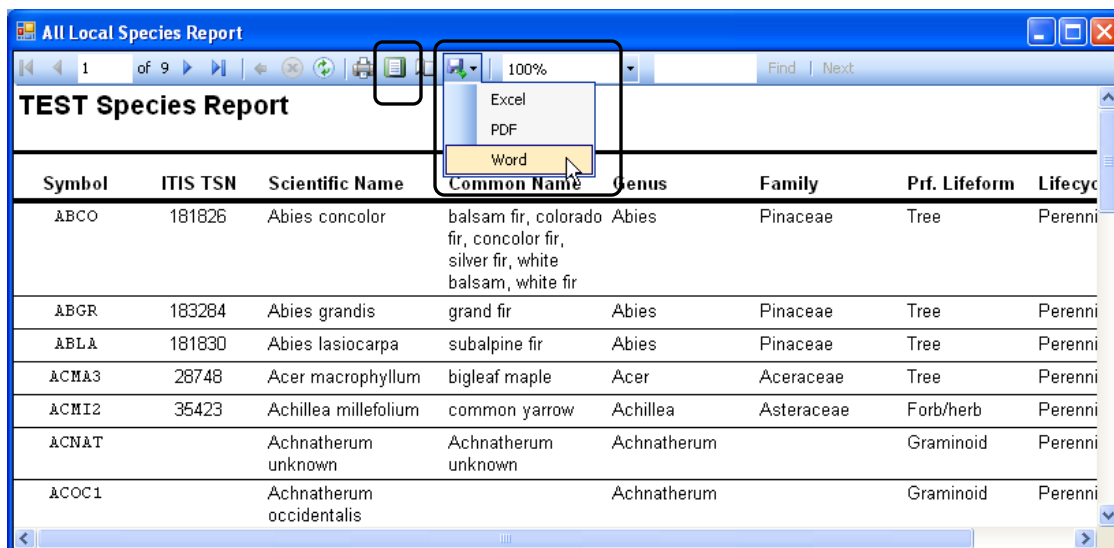 All Local Species Report
1 of 9 100% Find | Next
TEST Species Report
Excel
PDF
Word
Symbol ITIS TSN Scientific Name Common Name Genus Family Prf. Lifeform Lifecyc
ABCO 181826 Abies concolor balsam fir, colorado Abies Pinaceae Tree Perenni
fir, concolor fir,
silver fir, white
balsam, white fir
ABGR 183284 Abies grandis grand fir Abies Pinaceae Tree Perenni
ABLA 181830 Abies lasiocarpa subalpine fir Abies Pinaceae Tree Perenni
ACMA3 28748 Acer macrophyllum bigleaf maple Acer Aceraceae Tree Perenni
ACMI2 35423 Achillea millefolium common yarrow Achillea Asteraceae Forb/herb Perenni
ACNAT Achnatherum Achnatherum Achnatherum Graminoid Perenni
unknown unknown
ACOC1 Achnatherum Achnatherum Graminoid Perenni
occidentalis